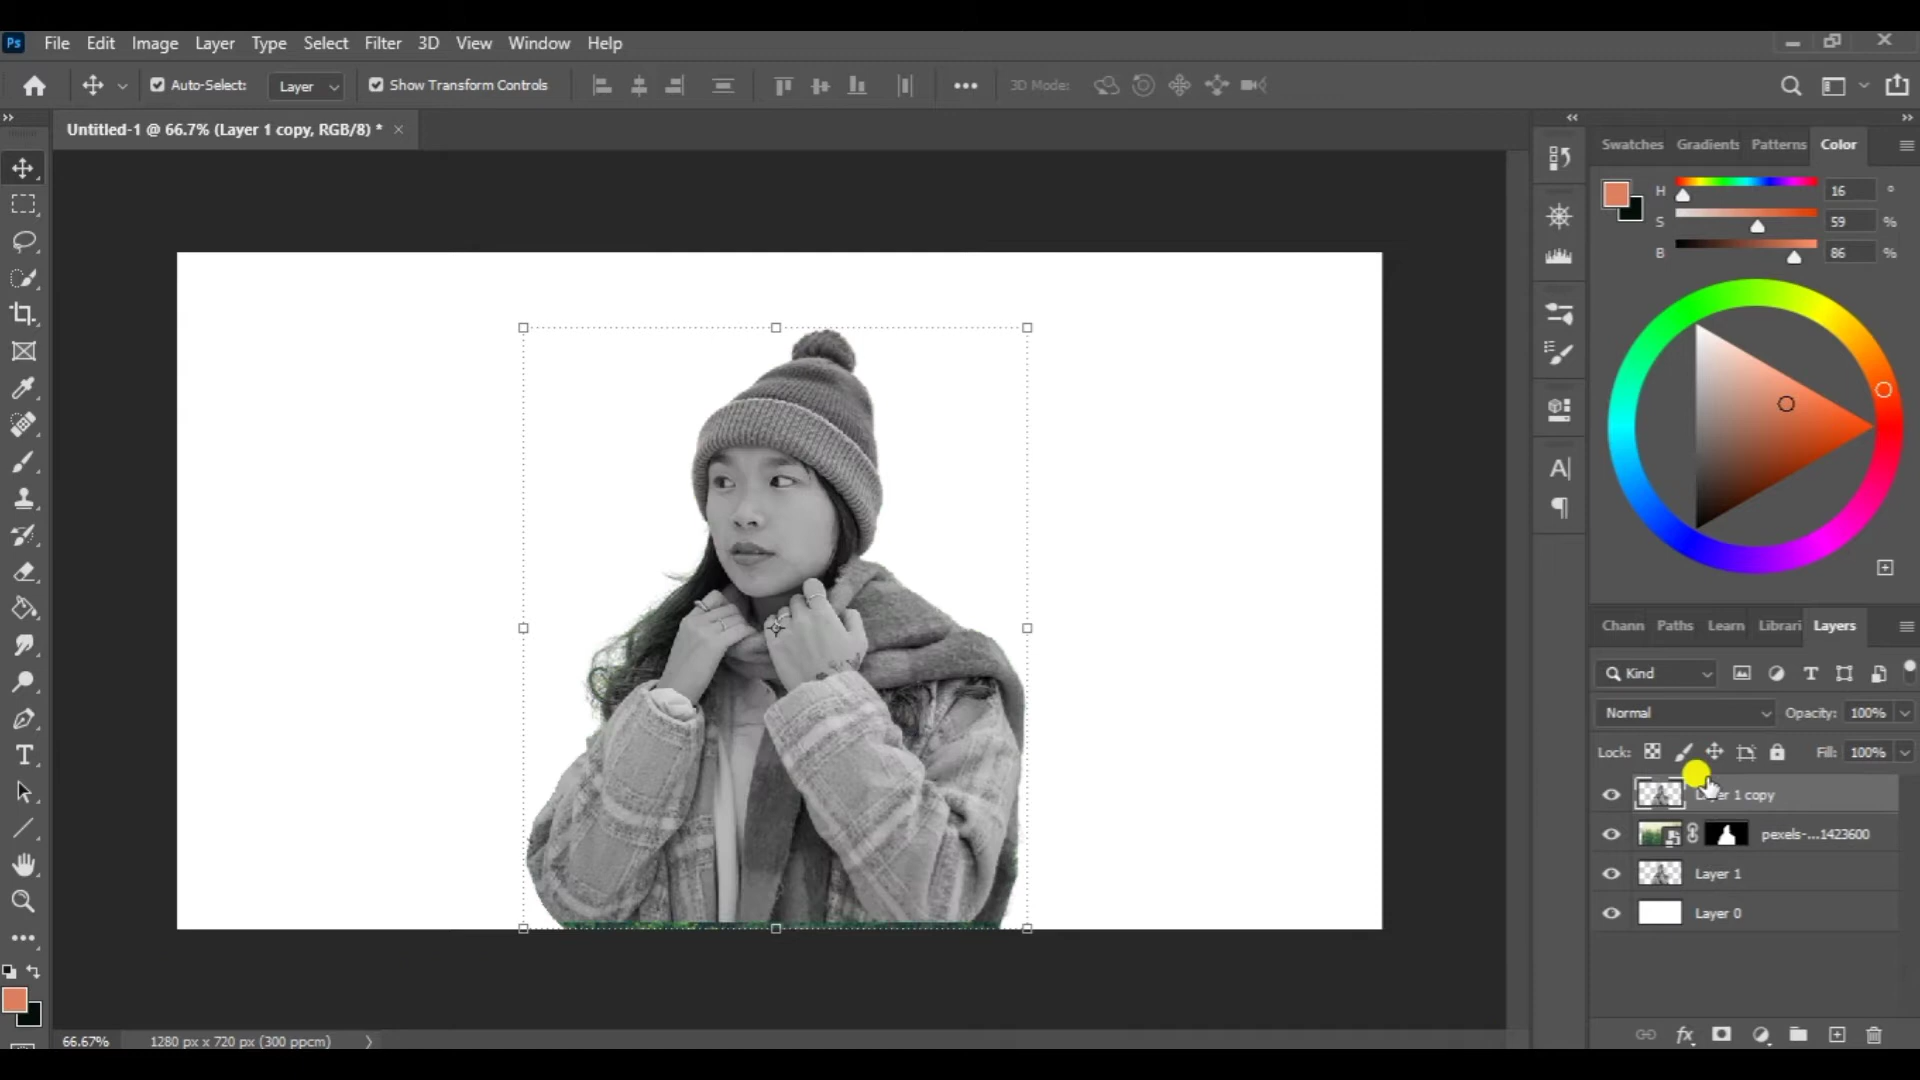 Ps File Edit Image Layer Type Select Filter 3D View Window Help
Auto-Select: Layer Show Transform Controls 3D Mode:
Untitled-1 @ 66.7% (Layer 1 copy, RGB/8) *
Swatches Gradients Patterns Color
H 16 °
S 59 %
B 86 %
Chann Paths Learn Librari Layers
Kind
Normal Opacity: 100%
Lock: Fill: 100%
Layer 1 copy
pexels-...1423600
Layer 1
Layer 0
fx
66.67% 1280 px x 720 px (300 ppcm)